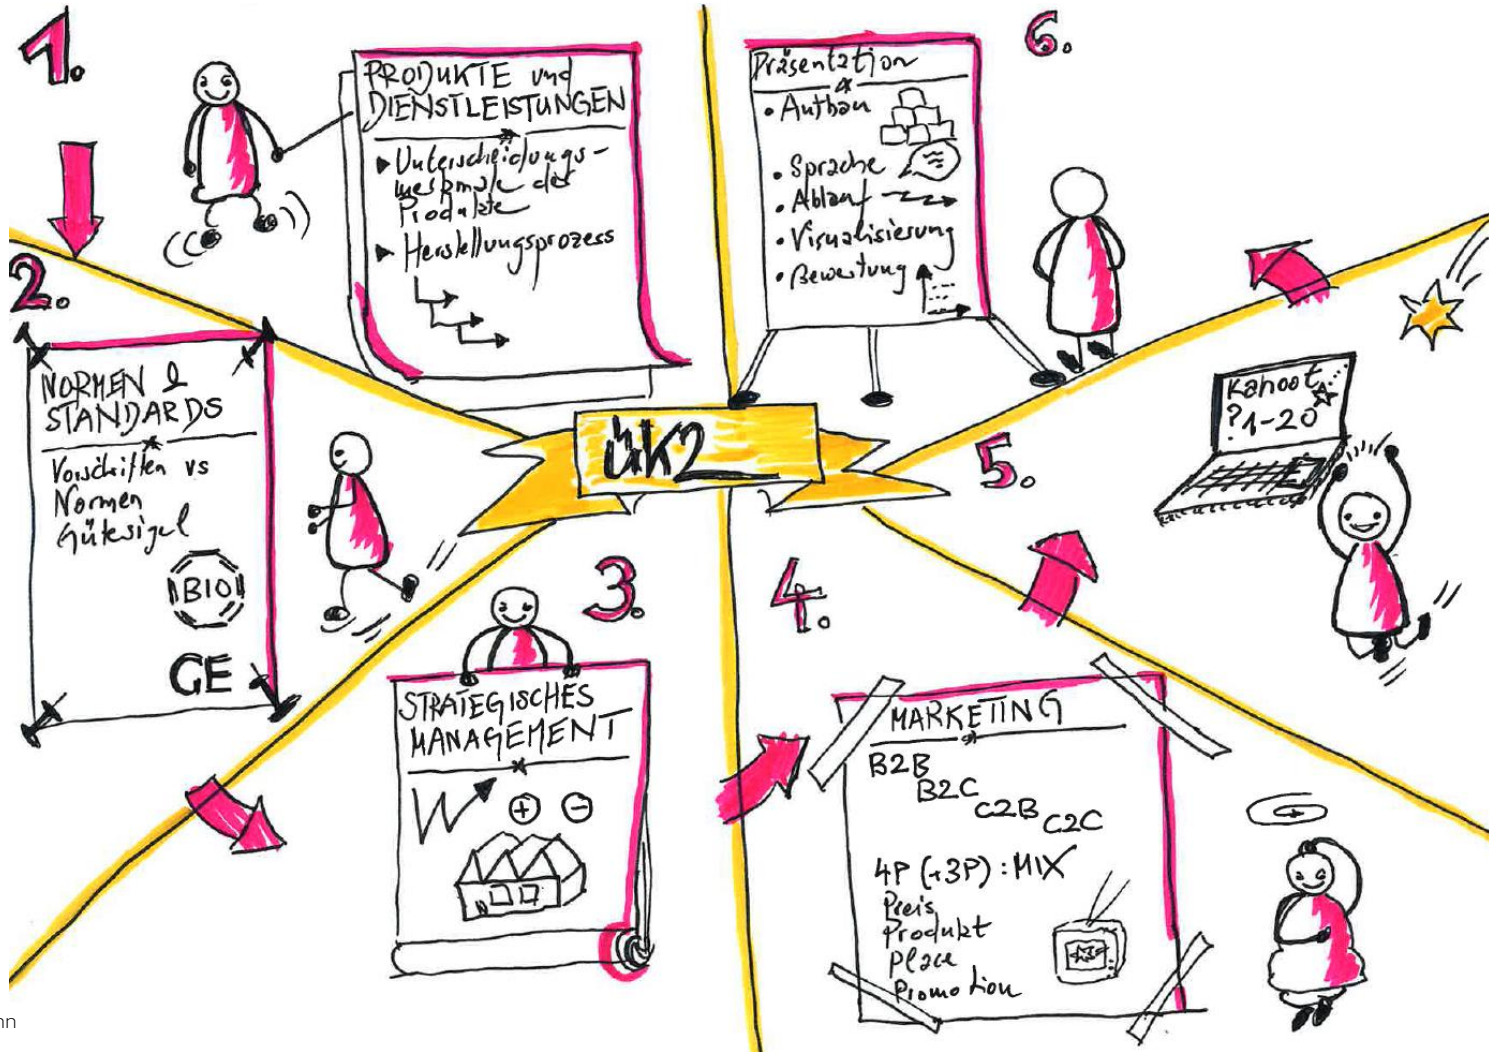 1.
PRODUKTE und
DIENSTLEISTUNGEN
Unterscheidungs-
merkmale der
Produkte
Herstellungsprozess
2.
NORMEN &
STANDARDS
Vorschriften vs
Normen
Gütesigel
BIO
CE
3.
STRATEGISCHES
MANAGEMENT
+ -
4.
MARKETING
B2B
B2C
C2B
C2C
4P (+3P): MIX
Preis
Produkt
Place
Promotion
5.
Kahoot
? 1-20
6.
Präsentation
• Aufbau
• Sprache
• Ablauf
• Visualisierung
• Bewertung
ÜK2